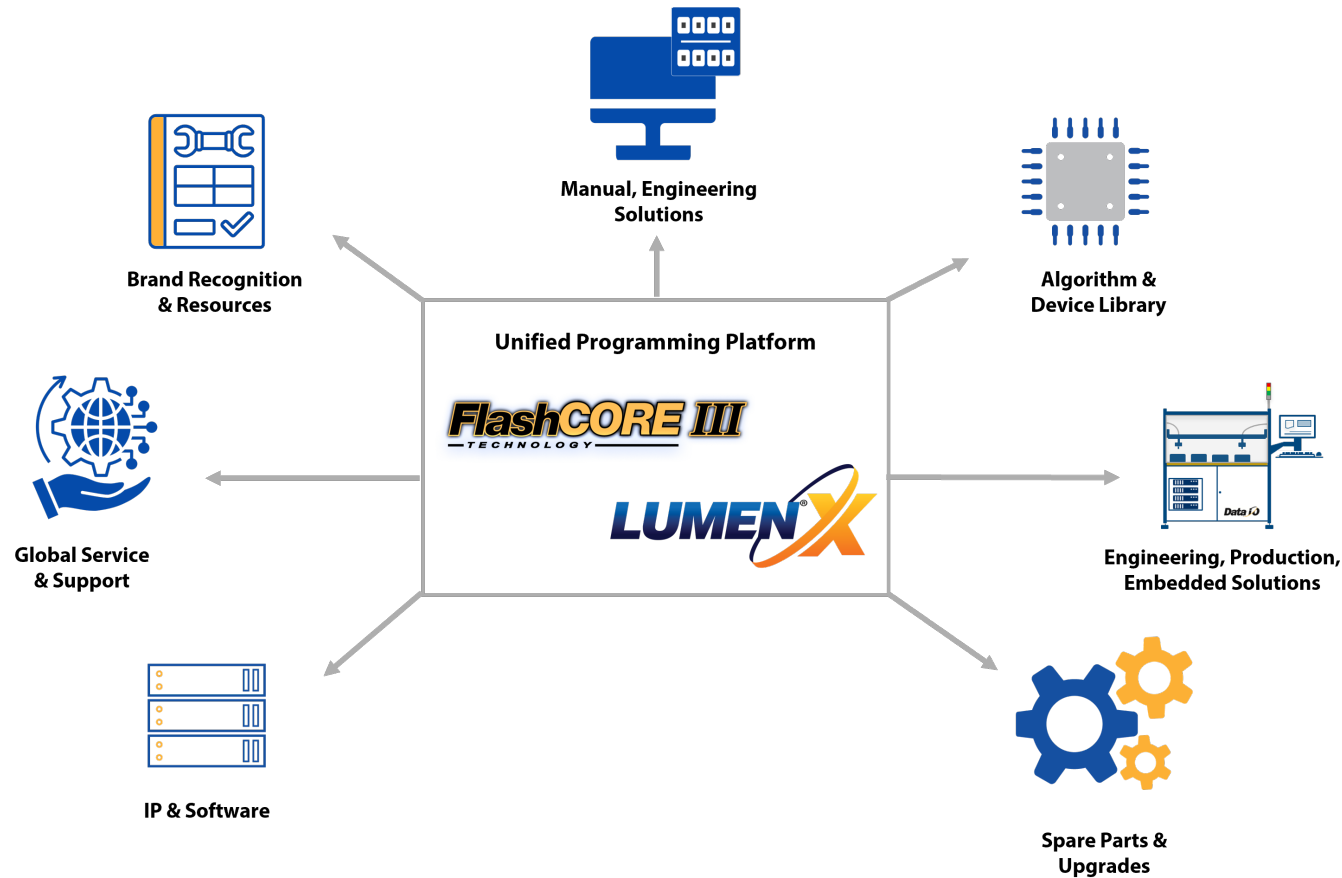 Manual, Engineering
Solutions
Brand Recognition
& Resources
Algorithm &
Device Library
Unified Programming Platform
FlashCORE III
TECHNOLOGY
LUMEN®X
Data I/O
Global Service
& Support
Engineering, Production,
Embedded Solutions
IP & Software
Spare Parts &
Upgrades